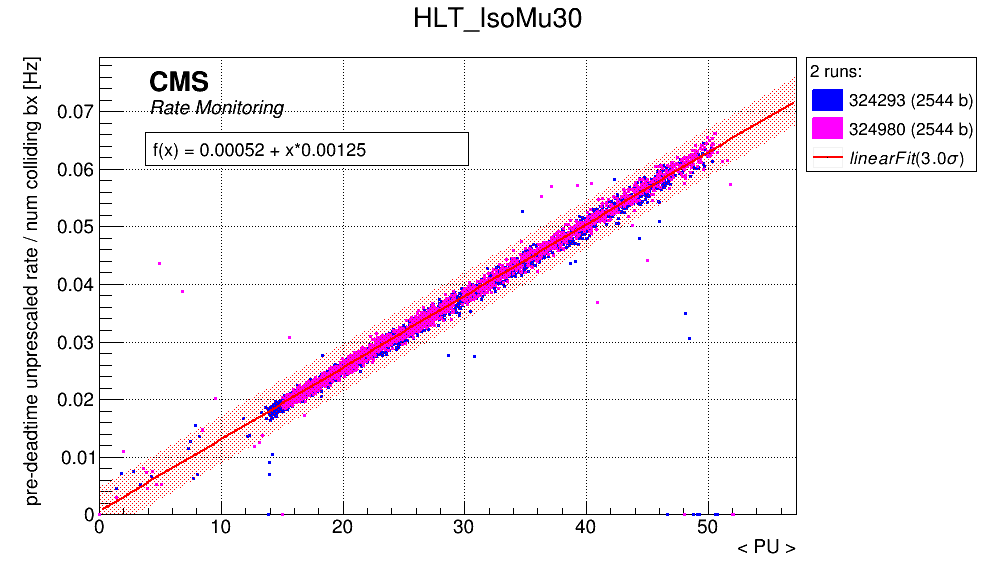 HLT_IsoMu30
pre-deadtime unprescaled rate / num colliding bx [Hz]
CMS
Rate Monitoring
f(x) = 0.00052 + x*0.00125
0.07
0.06
0.05
0.04
0.03
0.02
0.01
0
0
10
20
30
40
50
< PU >
2 runs:
324293 (2544 b)
324980 (2544 b)
linearFit(3.0σ)